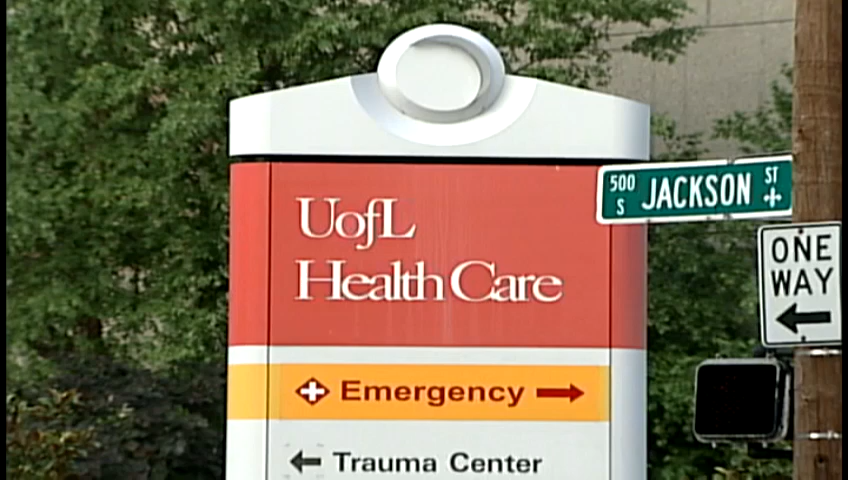 UofL
Health Care
Emergency
Trauma Center
500 S JACKSON ST
ONE
WAY